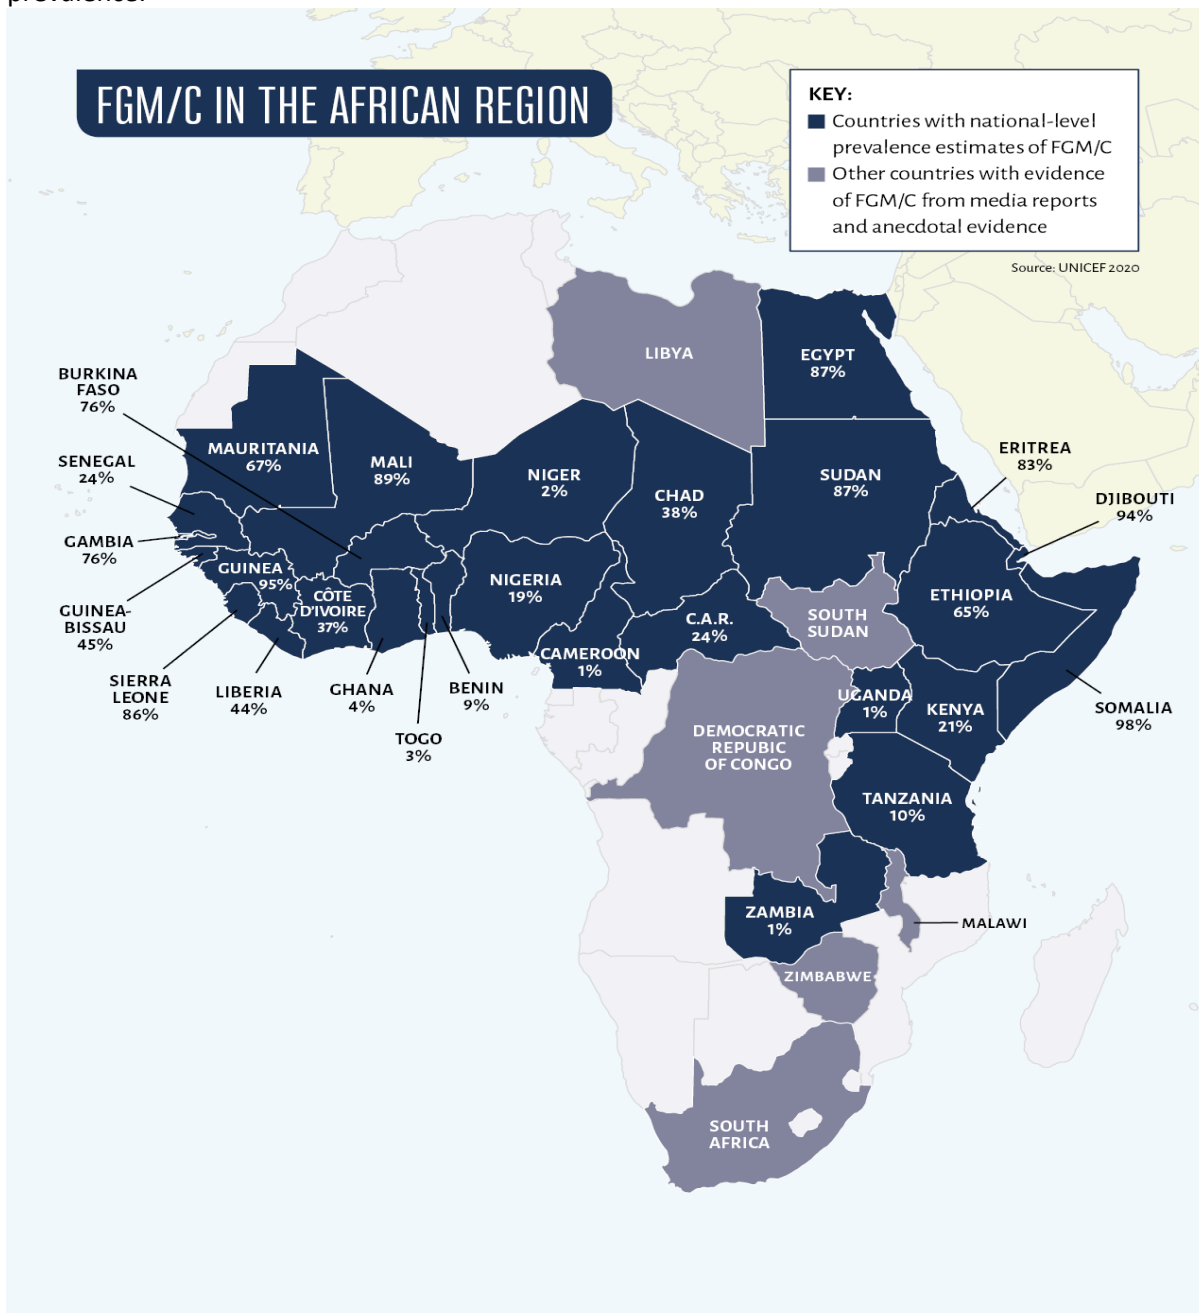 prevalence.
FGM/C IN THE AFRICAN REGION
KEY:
Countries with national-level
prevalence estimates of FGM/C
Other countries with evidence
of FGM/C from media reports
and anecdotal evidence
Source: UNICEF 2020
LIBYA
EGYPT
87%
BURKINA
FASO
76%
MAURITANIA
67%
MALI
89%
NIGER
2%
CHAD
38%
SUDAN
87%
ERITREA
83%
DJIBOUTI
94%
SENEGAL
24%
GAMBIA
76%
GUINEA
95%
CÔTE
D'IVOIRE
37%
NIGERIA
19%
C.A.R.
24%
SOUTH
SUDAN
ETHIOPIA
65%
GUINEA-
BISSAU
45%
SIERRA
LEONE
86%
LIBERIA
44%
GHANA
4%
TOGO
3%
BENIN
9%
CAMEROON
1%
UGANDA
1%
KENYA
21%
SOMALIA
98%
DEMOCRATIC
REPUBIC
OF CONGO
TANZANIA
10%
ZAMBIA
1%
MALAWI
ZIMBABWE
SOUTH
AFRICA